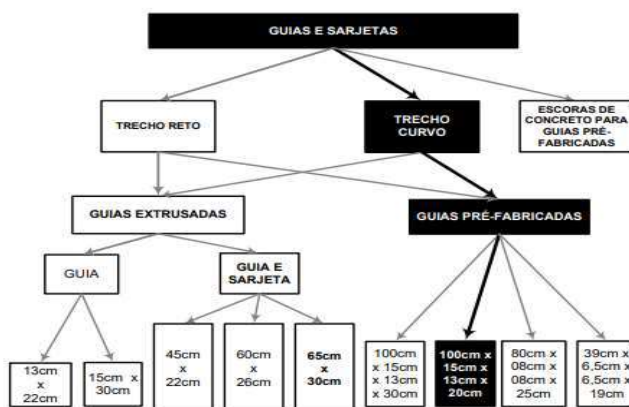 GUIAS E SARJETAS
TRECHO RETO
TRECHO
CURVO
ESCORAS DE
CONCRETO PARA
GUIAS PRÉ-
FABRICADAS
GUIAS EXTRUSADAS
GUIAS PRÉ-FABRICADAS
GUIA
GUIA E
SARJETA
13cm
x
22cm
15cm x
30cm
45cm
x
22cm
60cm
x
26cm
65cm
x
30cm
100cm
x 15cm
x 13cm
x 30cm
100cm x
15cm x
13cm x
20cm
80cm x
08cm x
08cm x
25cm
39cm x
6,5cm x
6,5cm x
19cm